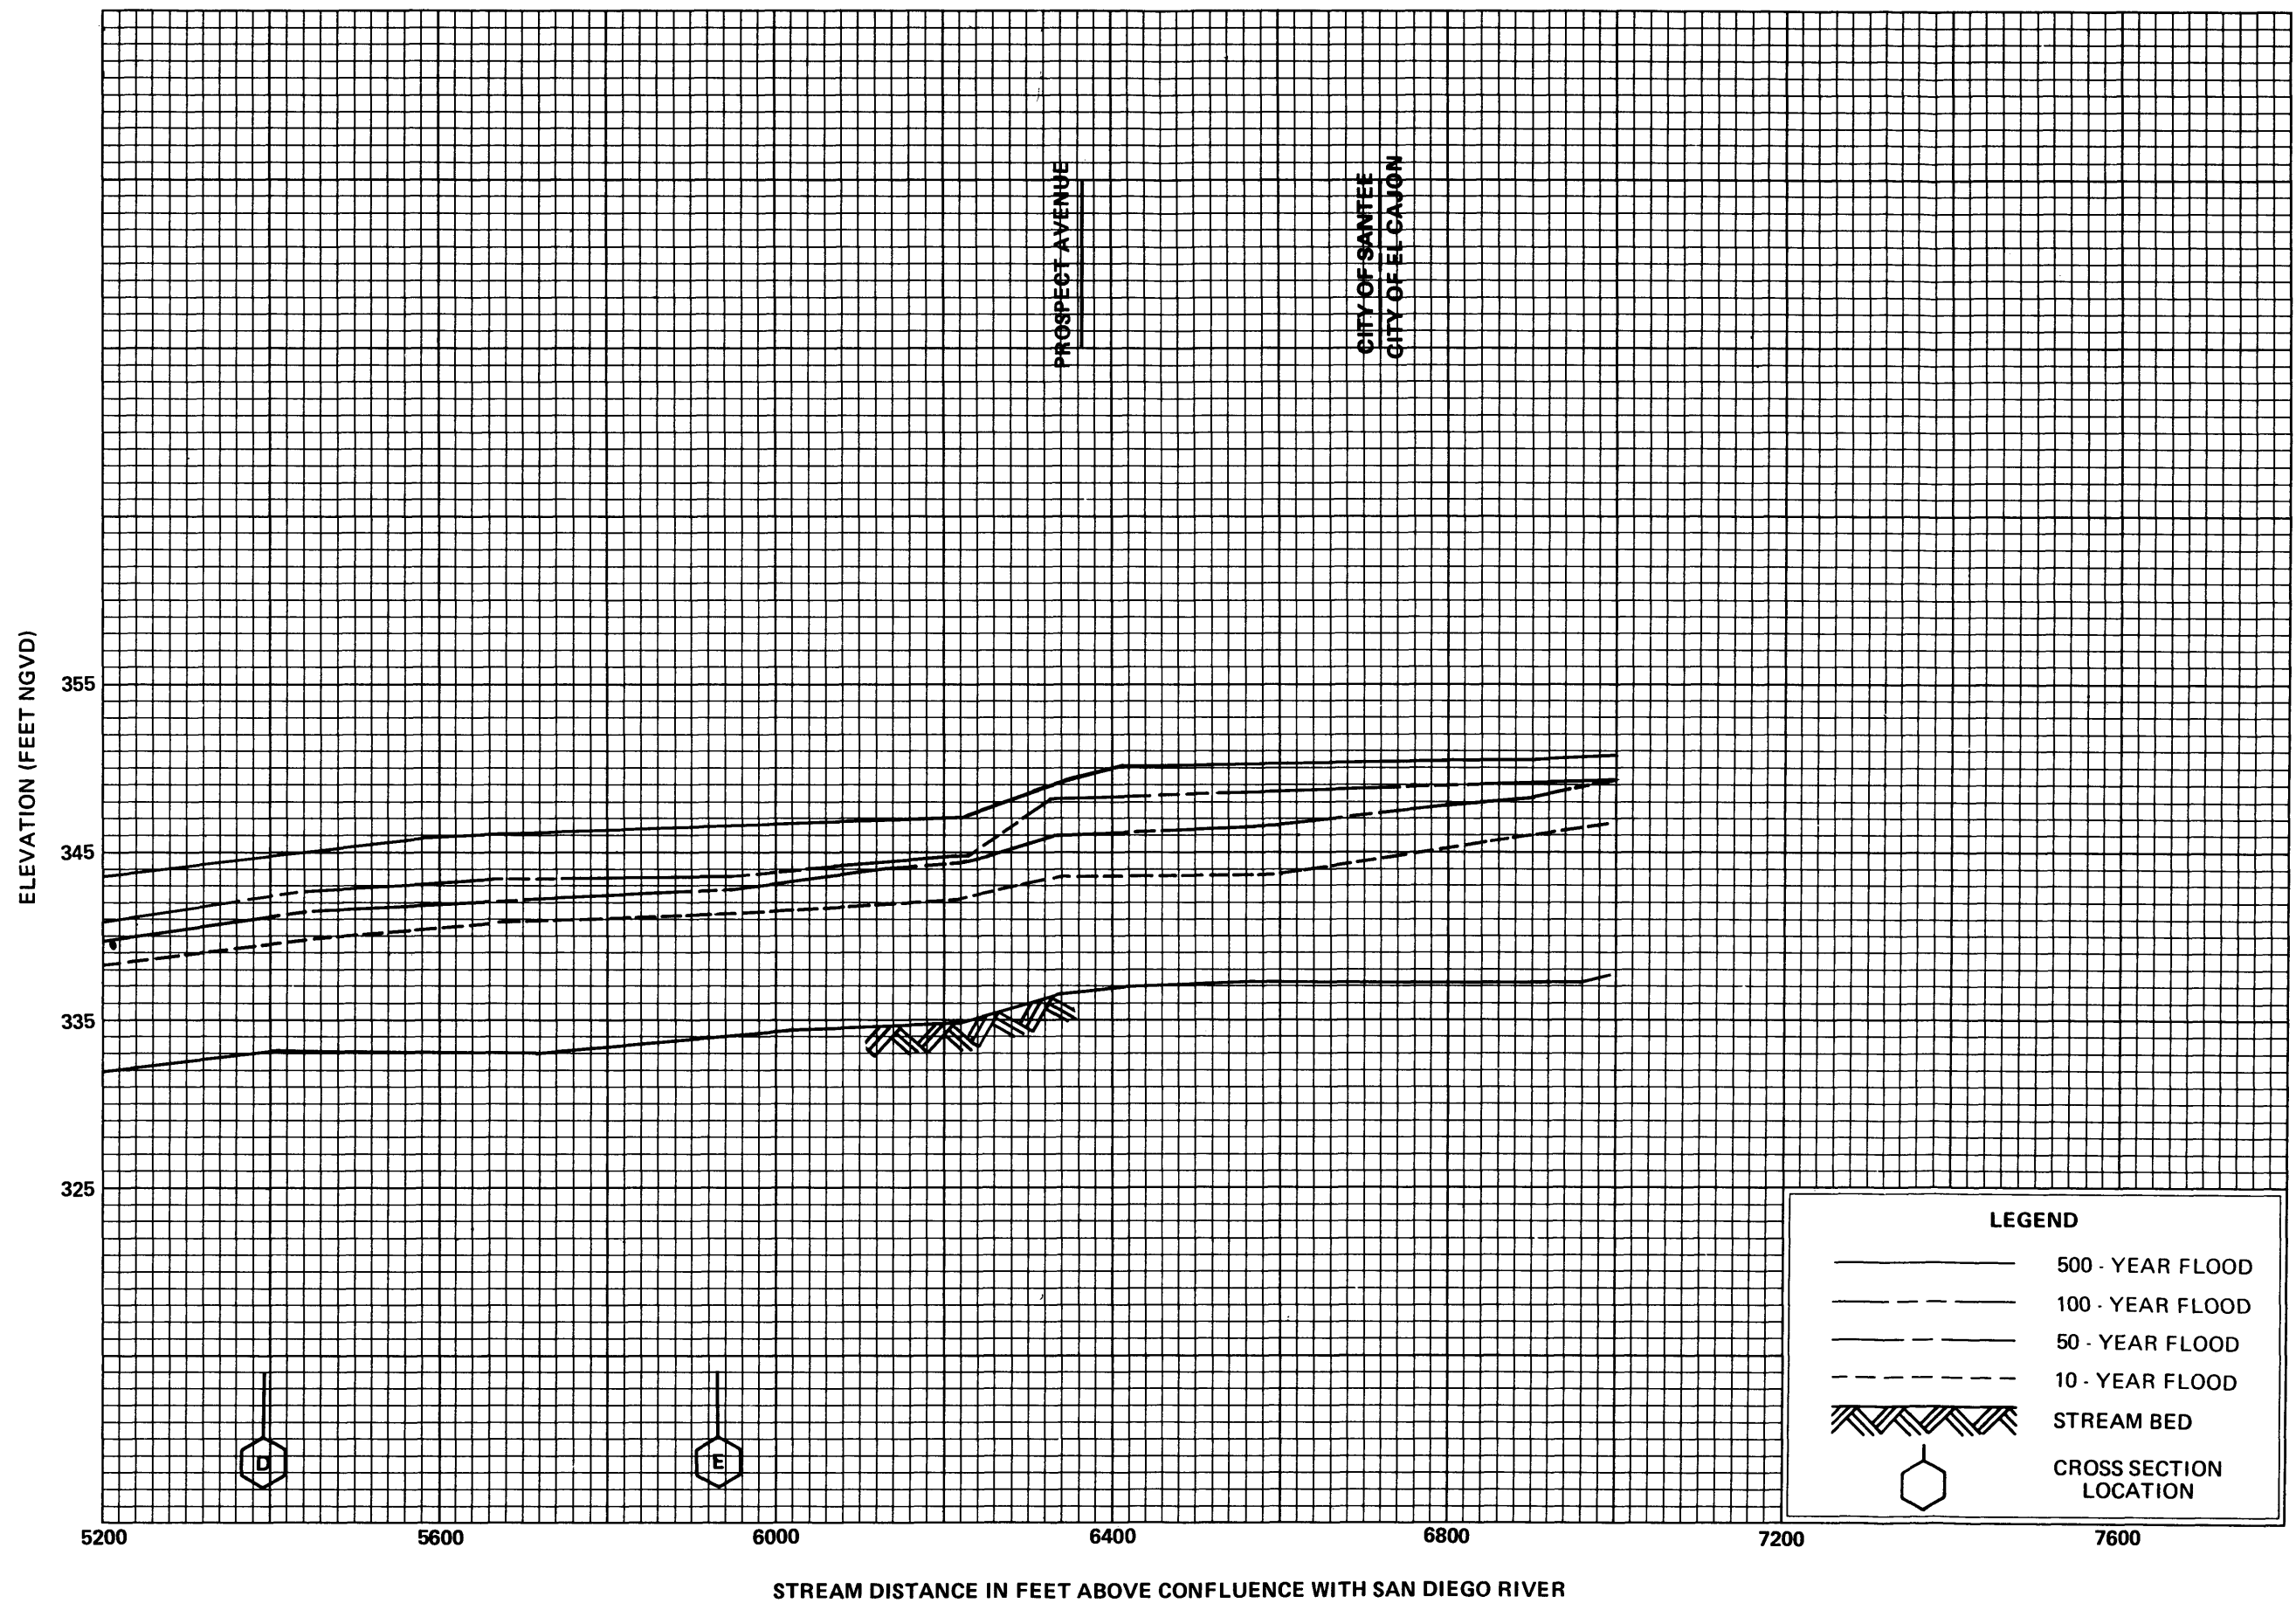 PROSPECT AVENUE
CITY OF SANTEE
CITY OF EL CAJON
ELEVATION (FEET NGVD)
355
345
335
325
D
E
LEGEND
500 - YEAR FLOOD
100 - YEAR FLOOD
50 - YEAR FLOOD
10 - YEAR FLOOD
STREAM BED
CROSS SECTION
LOCATION
5200
5600
6000
6400
6800
7200
7600
STREAM DISTANCE IN FEET ABOVE CONFLUENCE WITH SAN DIEGO RIVER